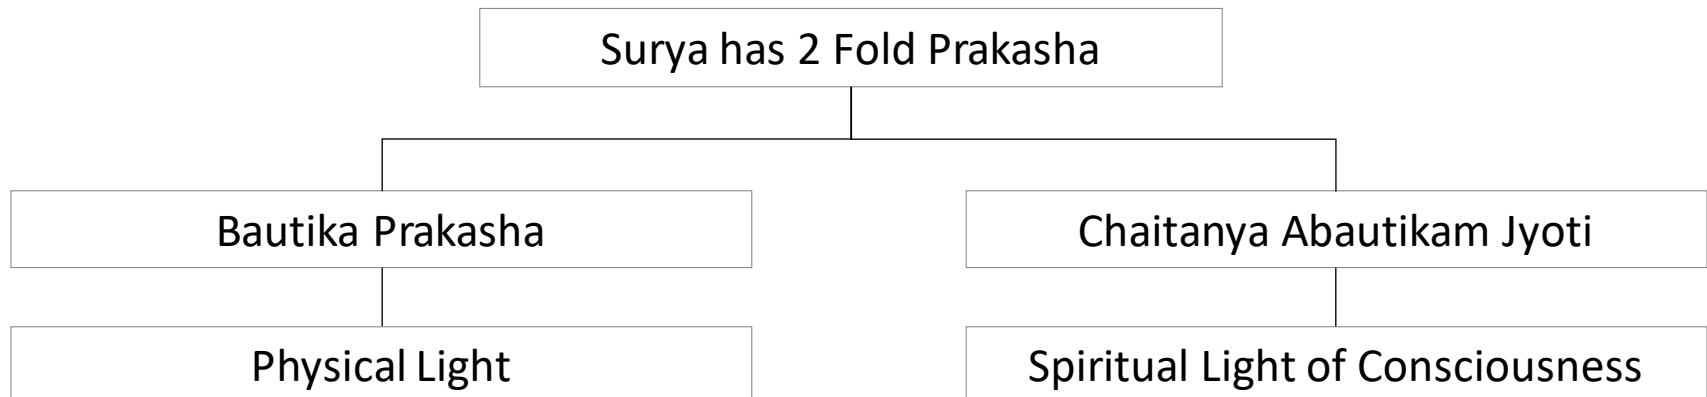 Surya has 2 Fold Prakasha
Bautika Prakasha
Chaitanya Abautikam Jyoti
Physical Light
Spiritual Light of Consciousness